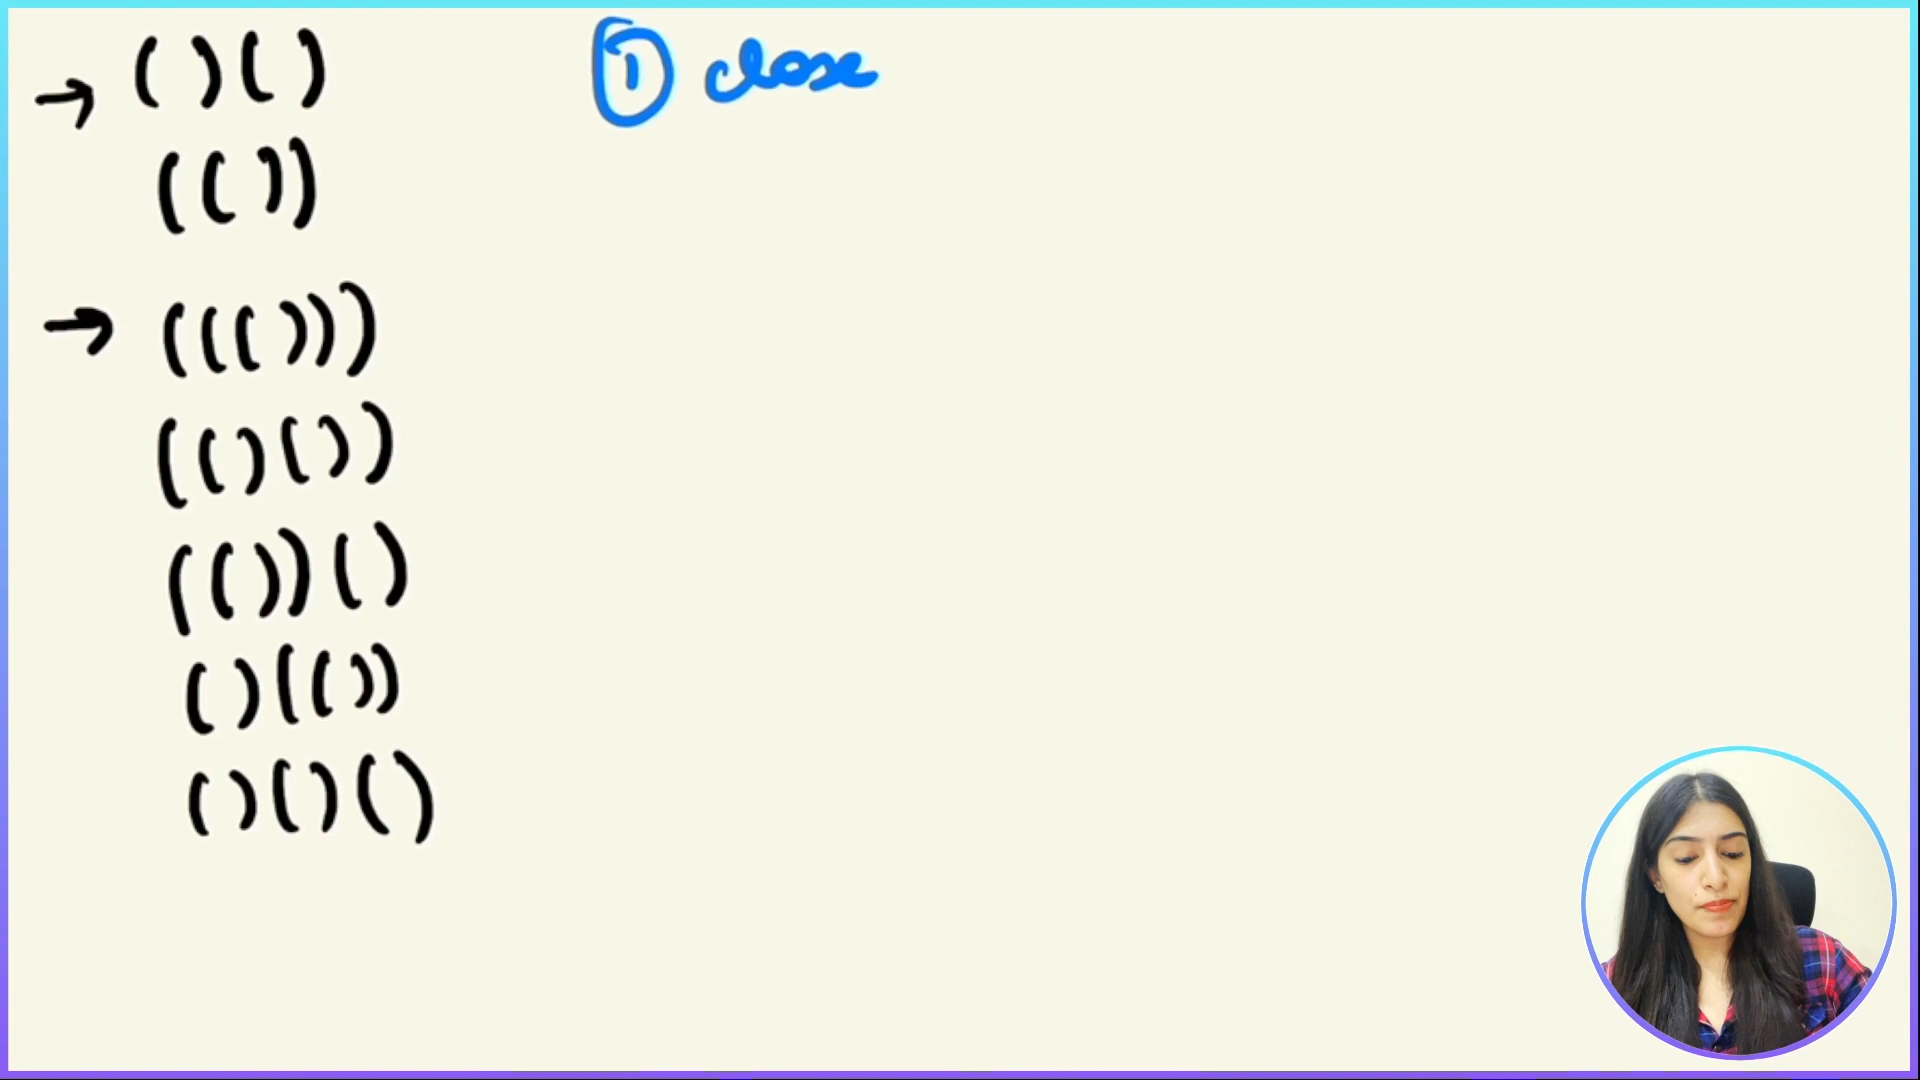 → ( ) ( )
( ( ) )
→ ( ( ( ) ) )
( ( ) ( ) )
( ( ) ) ( )
( ) ( ( ) )
( ) ( ) ( )
① close